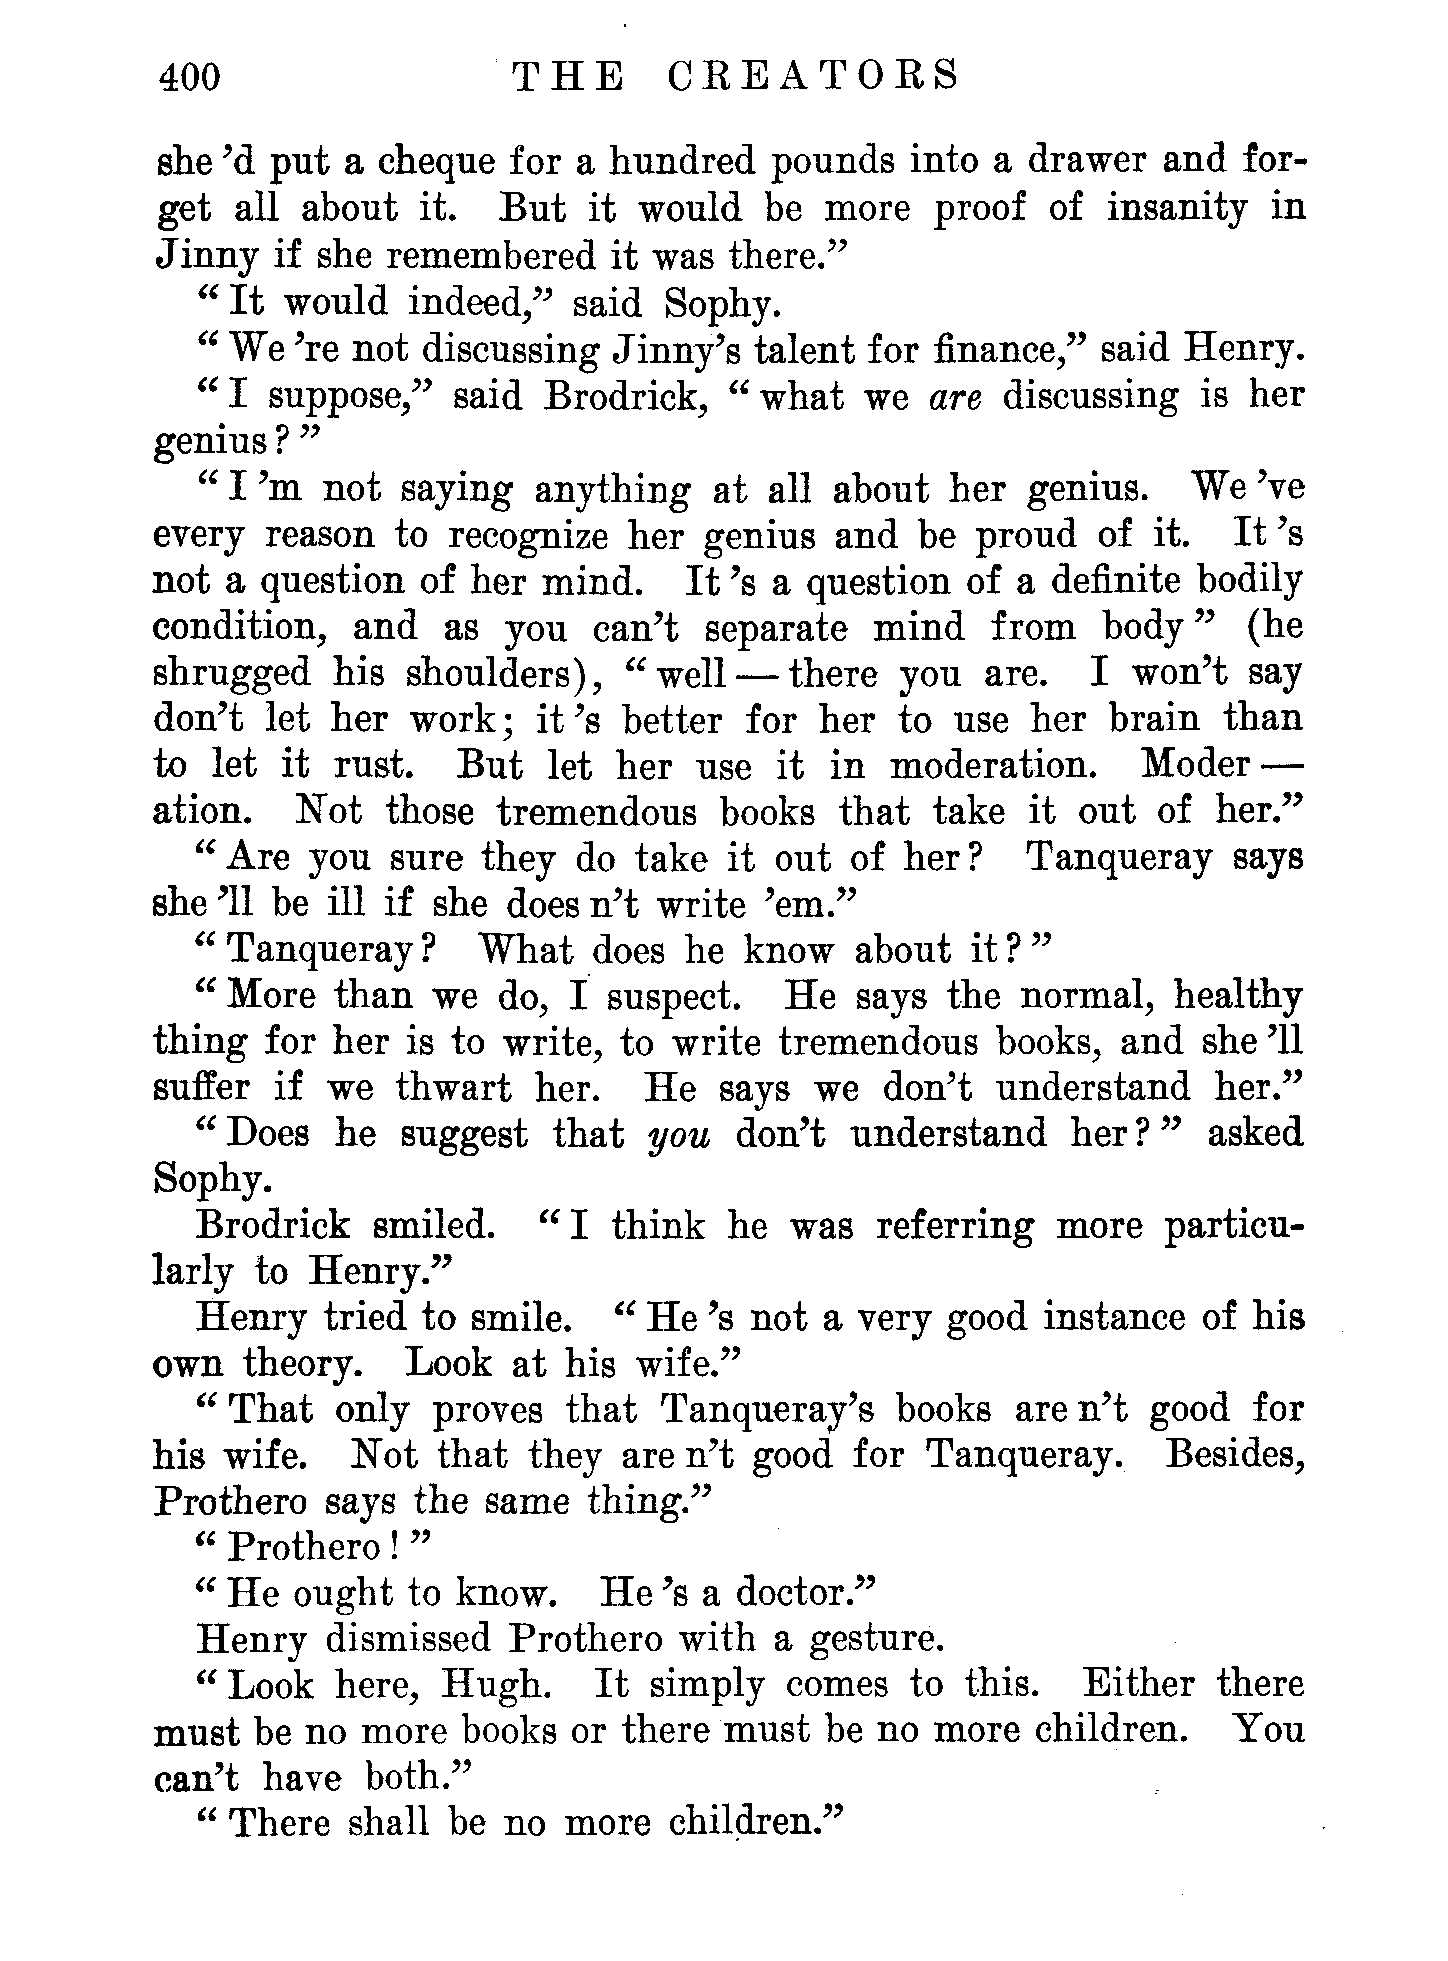 400 THE CREATORS
she 'd put a cheque for a hundred pounds into a drawer and for-
get all about it. But it would be more proof of insanity in
Jinny if she remembered it was there.”
“ It would indeed,” said Sophy.
“ We 're not discussing Jinny's talent for finance,” said Henry.
“ I suppose,” said Brodrick, “ what we are discussing is her
genius ? ”
“ I 'm not saying anything at all about her genius. We 've
every reason to recognize her genius and be proud of it. It 's
not a question of her mind. It 's a question of a definite bodily
condition, and as you can't separate mind from body ” (he
shrugged his shoulders), “ well — there you are. I won't say
don't let her work; it 's better for her to use her brain than
to let it rust. But let her use it in moderation. Moder —
ation. Not those tremendous books that take it out of her.”
“ Are you sure they do take it out of her? Tanqueray says
she 'll be ill if she does n't write 'em.”
“ Tanqueray? What does he know about it? ”
“ More than we do, I suspect. He says the normal, healthy
thing for her is to write, to write tremendous books, and she 'll
suffer if we thwart her. He says we don't understand her.”
“ Does he suggest that you don't understand her? ” asked
Sophy.
Brodrick smiled. “ I think he was referring more particu-
larly to Henry.”
Henry tried to smile. “ He 's not a very good instance of his
own theory. Look at his wife.”
“ That only proves that Tanqueray's books are n't good for
his wife. Not that they are n't good for Tanqueray. Besides,
Prothero says the same thing.”
“ Prothero ! ”
“ He ought to know. He 's a doctor.”
Henry dismissed Prothero with a gesture.
“ Look here, Hugh. It simply comes to this. Either there
must be no more books or there must be no more children. You
can't have both.”
“ There shall be no more children.”